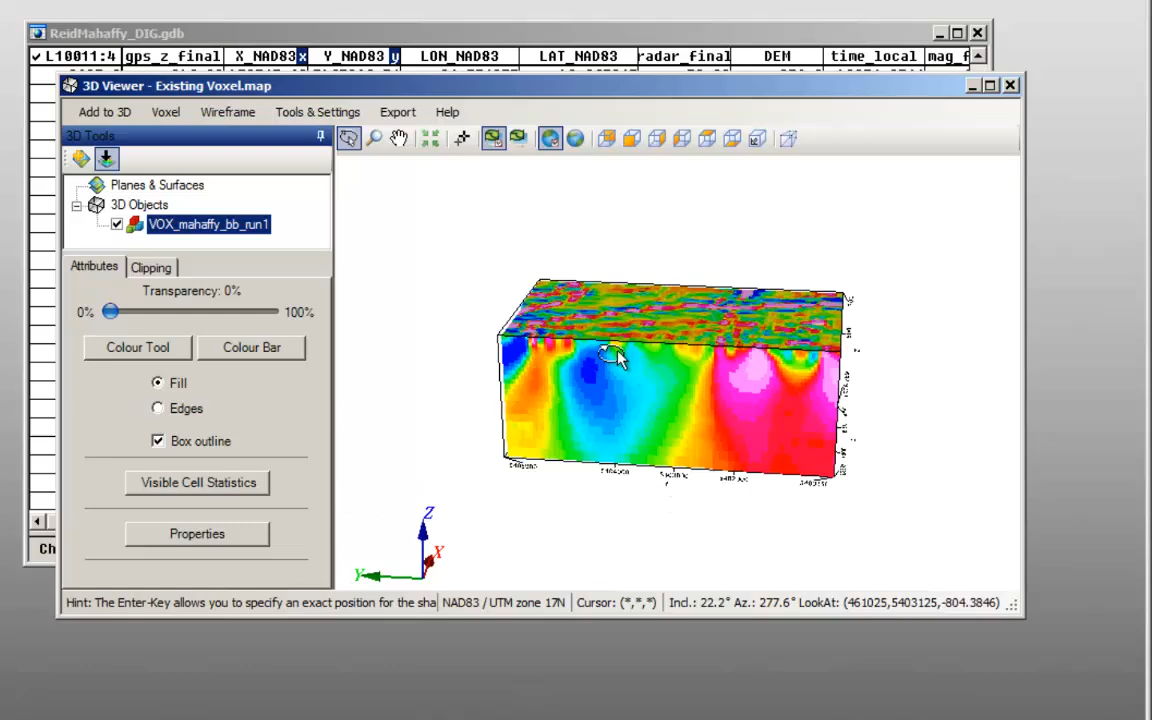 ReidMahaffy_DIG.gdb
L10011:4 gps_z_final X_NAD83 x Y_NAD83 y LON_NAD83 LAT_NAD83 radar_final DEM time_local mag_f
3D Viewer - Existing Voxel.map
Add to 3D Voxel Wireframe Tools & Settings Export Help
3D Tools
Planes & Surfaces
3D Objects
VOX_mahaffy_bb_run1
Attributes Clipping
Transparency: 0%
0% 100%
Colour Tool Colour Bar
Fill
Edges
Box outline
Visible Cell Statistics
Properties
Z
X
Y
Ch
Hint: The Enter-Key allows you to specify an exact position for the sha NAD83 / UTM zone 17N Cursor: (*,*,*) Incl.: 22.2° Az.: 277.6° LookAt: (461025,5403125,-804.3846)